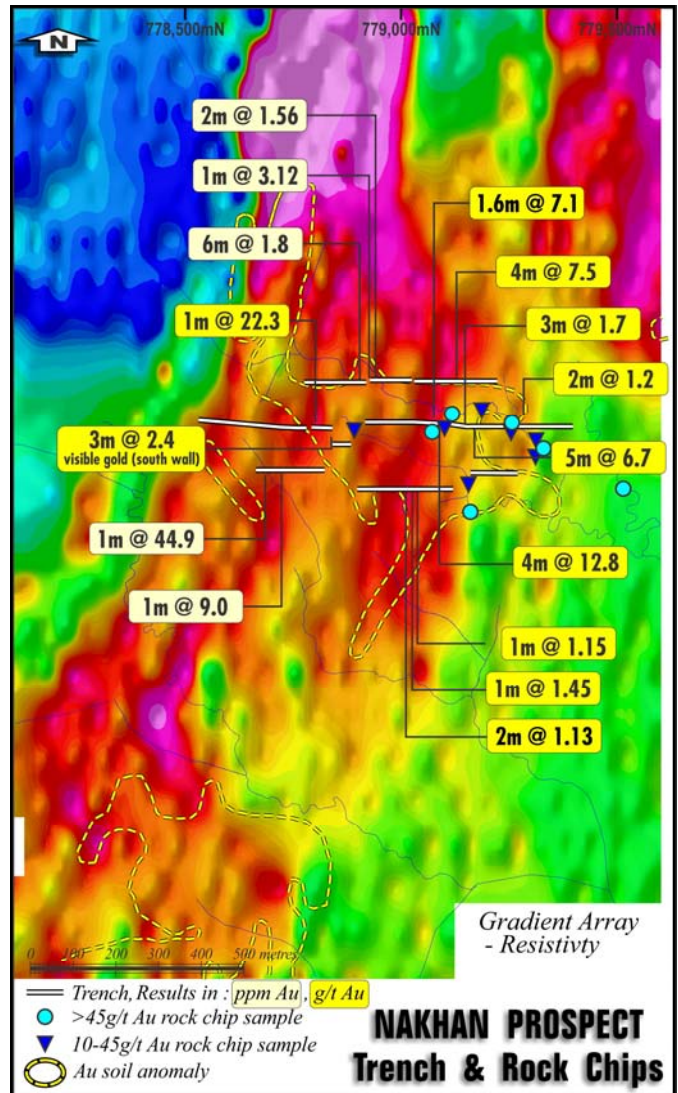 778,500mN 779,000mN 779,500mN
N
2m @ 1.56
1m @ 3.12
1.6m @ 7.1
6m @ 1.8
4m @ 7.5
1m @ 22.3
3m @ 1.7
2m @ 1.2
3m @ 2.4
visible gold (south wall)
5m @ 6.7
1m @ 44.9
4m @ 12.8
1m @ 9.0
1m @ 1.15
1m @ 1.45
2m @ 1.13
Gradient Array
- Resistivty
0 100 200 300 400 500 metres
Trench, Results in : ppm Au , g/t Au
>45g/t Au rock chip sample
10-45g/t Au rock chip sample
Au soil anomaly
NAKHAN PROSPECT
Trench & Rock Chips